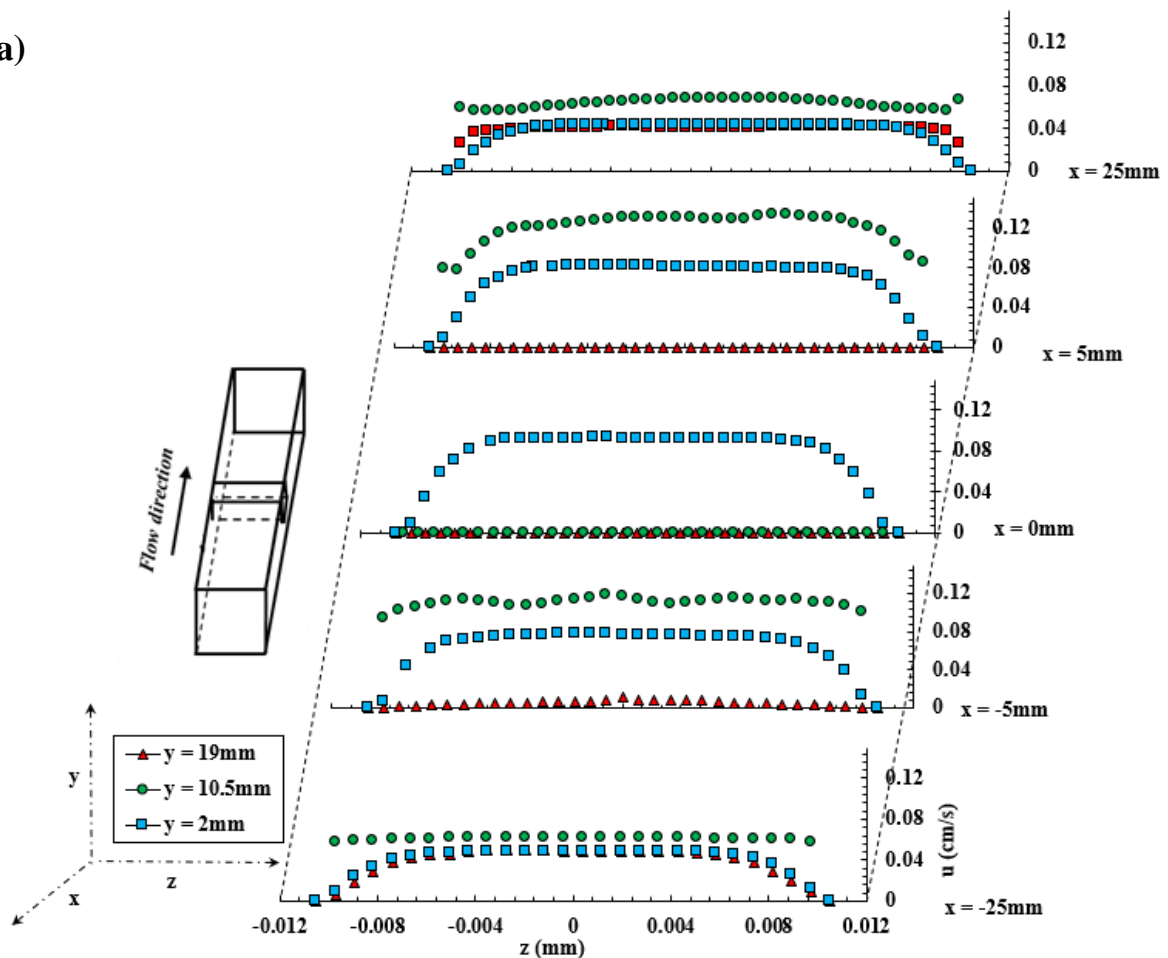 a)
0.12
0.08
0.04
0
x = 25mm
0.12
0.08
0.04
0
x = 5mm
0.12
0.08
0.04
0
x = 0mm
Flow direction
0.12
0.08
0.04
0
x = -5mm
y = 19mm
y = 10.5mm
y = 2mm
y
z
x
0.12
0.08
0.04
0
u (cm/s)
x = -25mm
-0.012 -0.008 -0.004 0 0.004 0.008 0.012
z (mm)